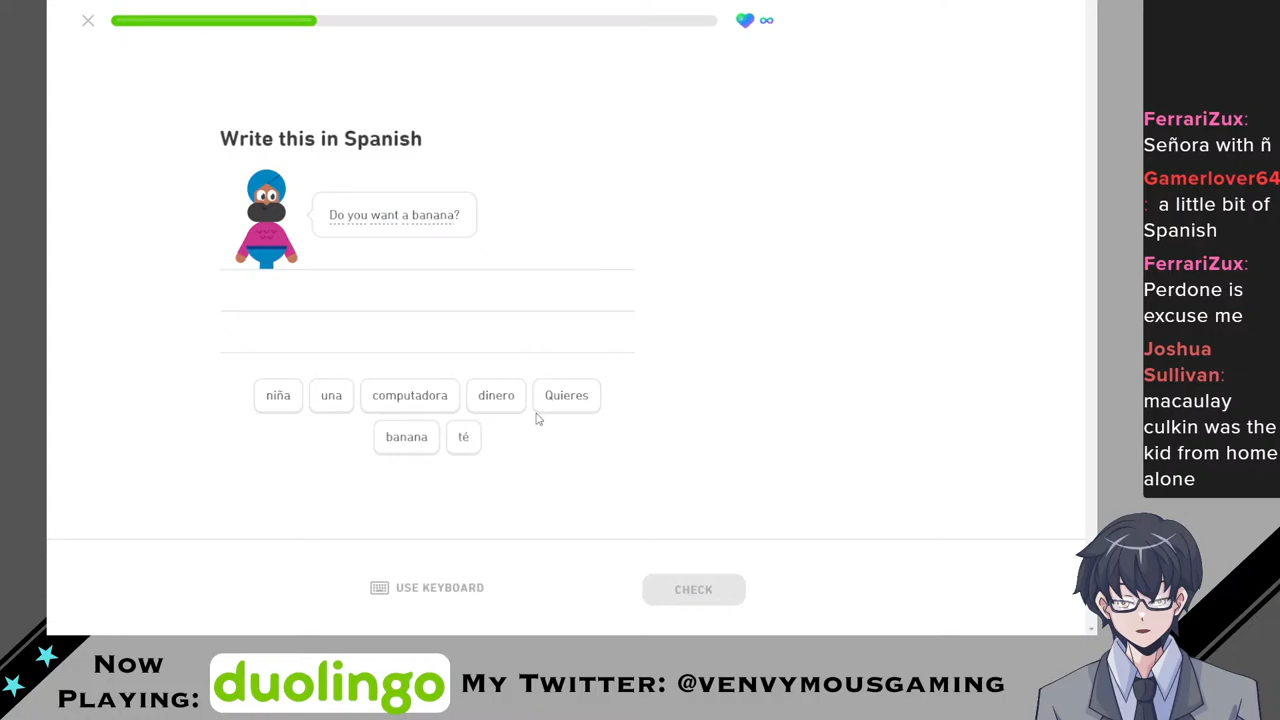 Write this in Spanish
Do you want a banana?
niña una computadora dinero Quieres
banana té
USE KEYBOARD
CHECK
FerrariZux:
Señora with ñ
Gamerlover64
: a little bit of
Spanish
FerrariZux:
Perdone is
excuse me
Joshua
Sullivan:
macaulay
culkin was the
kid from home
alone
Now
Playing:
duolingo
My Twitter: @venvymousgaming